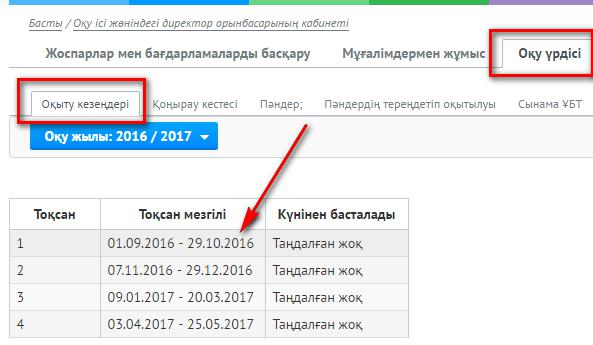 Басты / Оқу ісі жөніндегі директор орынбасарының кабинеті
Жоспарлар мен бағдарламаларды басқару Мұғалімдермен жұмыс Оқу үрдісі
Оқыту кезеңдері Қоңырау кестесі Пәндер; Пәндердің тереңдетіп оқытылуы Сынама ҰБТ
Оқу жылы: 2016 / 2017
Тоқсан Тоқсан мезгілі Күнінен басталады
1 01.09.2016 - 29.10.2016 Таңдалған жоқ
2 07.11.2016 - 29.12.2016 Таңдалған жоқ
3 09.01.2017 - 20.03.2017 Таңдалған жоқ
4 03.04.2017 - 25.05.2017 Таңдалған жоқ